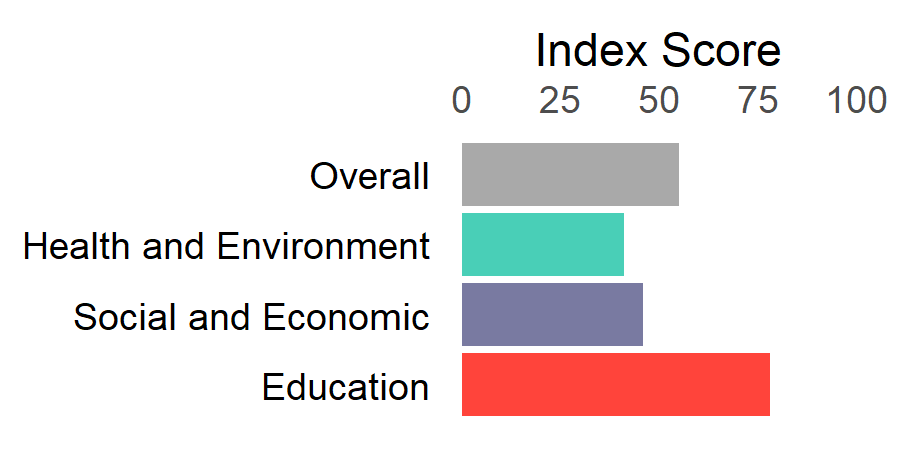 Index Score
0 25 50 75 100
Overall
Health and Environment
Social and Economic
Education